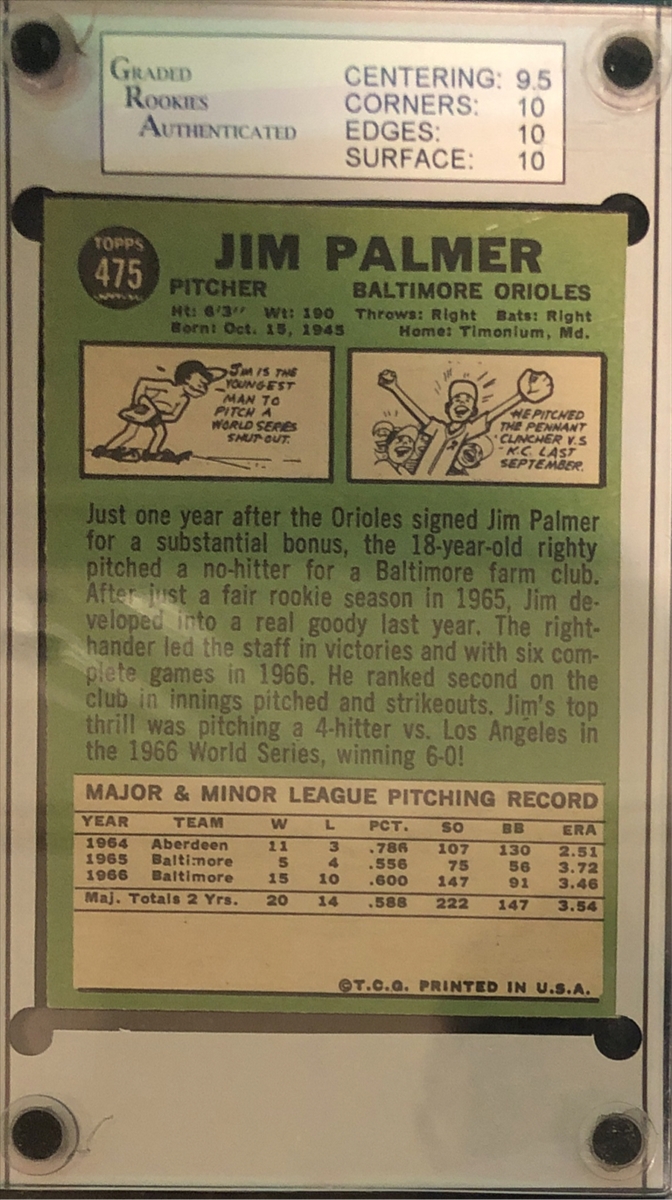 GRADED
ROOKIES
AUTHENTICATED
CENTERING: 9.5
CORNERS: 10
EDGES: 10
SURFACE: 10
TOPPS
475
JIM PALMER
PITCHER BALTIMORE ORIOLES
Ht: 6'3" Wt: 190 Throws: Right Bats: Right
Born: Oct. 15, 1945 Home: Timonium, Md.
JIM IS THE
YOUNGEST
MAN TO
PITCH A
WORLD SERIES
SHUT-OUT.
HE PITCHED
THE PENNANT
CLINCHER V.S
K.C. LAST
SEPTEMBER.
Just one year after the Orioles signed Jim Palmer
for a substantial bonus, the 18-year-old righty
pitched a no-hitter for a Baltimore farm club.
After just a fair rookie season in 1965, Jim de-
veloped into a real goody last year. The right-
hander led the staff in victories and with six com-
plete games in 1966. He ranked second on the
club in innings pitched and strikeouts. Jim's top
thrill was pitching a 4-hitter vs. Los Angeles in
the 1966 World Series, winning 6-0!
MAJOR & MINOR LEAGUE PITCHING RECORD
YEAR TEAM W L PCT. SO BB ERA
1964 Aberdeen 11 3 .786 107 130 2.51
1965 Baltimore 5 4 .556 75 56 3.72
1966 Baltimore 15 10 .600 147 91 3.46
Maj. Totals 2 Yrs. 20 14 .588 222 147 3.54
©T.C.G. PRINTED IN U.S.A.